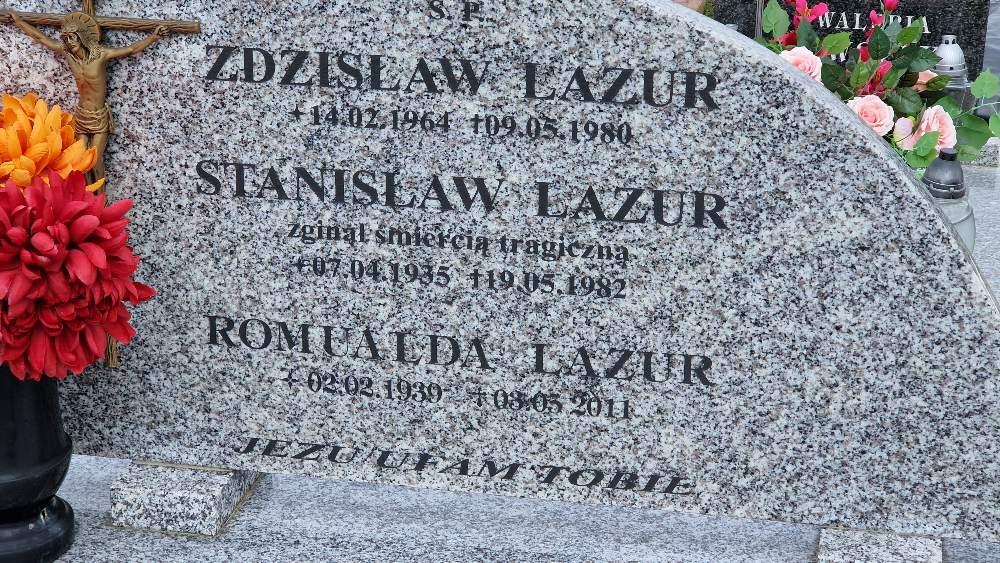 Ś.P.
ZDZISŁAW LAZUR
+14.02.1964 †09.05.1980
STANISŁAW LAZUR
zginął śmiercią tragiczną
+07.04.1935 †19.05.1982
ROMUALDA LAZUR
+02.02.1939 †03.05 2011
JEZU UFAM TOBIE
WALERIA